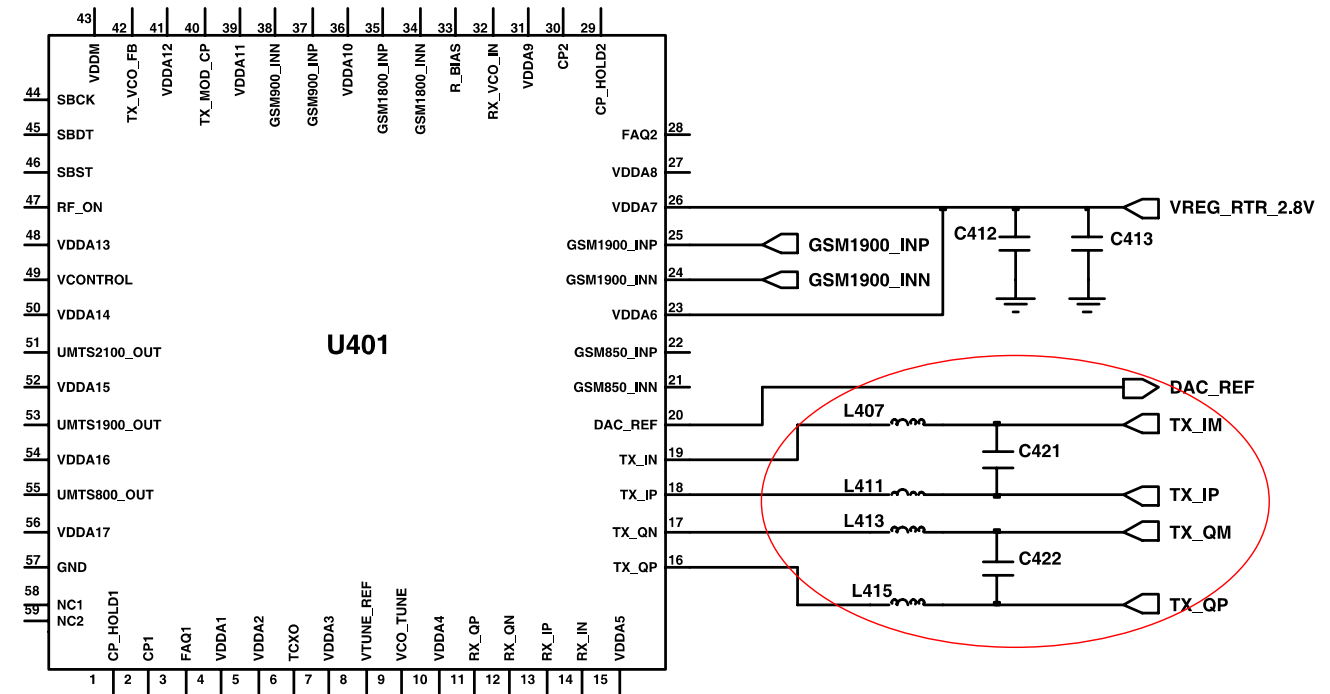 43
42
41
40
39
38
37
36
35
34
33
32
31
30
29
VDDM
TX_VCO_FB
VDDA12
TX_MOD_CP
VDDA11
GSM900_INN
GSM900_INP
VDDA10
GSM1800_INP
GSM1800_INN
R_BIAS
RX_VCO_IN
VDDA9
CP2
CP_HOLD2
44 SBCK
45 SBDT
46 SBST
47 RF_ON
48 VDDA13
49 VCONTROL
50 VDDA14
51 UMTS2100_OUT
52 VDDA15
53 UMTS1900_OUT
54 VDDA16
55 UMTS800_OUT
56 VDDA17
57 GND
58 NC1
59 NC2
U401
FAQ2 28
VDDA8 27
VDDA7 26 VREG_RTR_2.8V
C412 C413
GSM1900_INP 25 GSM1900_INP
GSM1900_INN 24 GSM1900_INN
VDDA6 23
GSM850_INP 22
GSM850_INN 21 DAC_REF
DAC_REF 20 L407 TX_IM
TX_IN 19 C421
TX_IP 18 L411 TX_IP
TX_QN 17 L413 TX_QM
TX_QP 16 C422
L415 TX_QP
CP_HOLD1
CP1
FAQ1
VDDA1
VDDA2
TCXO
VDDA3
VTUNE_REF
VCO_TUNE
VDDA4
RX_QP
RX_QN
RX_IP
RX_IN
VDDA5
1
2
3
4
5
6
7
8
9
10
11
12
13
14
15